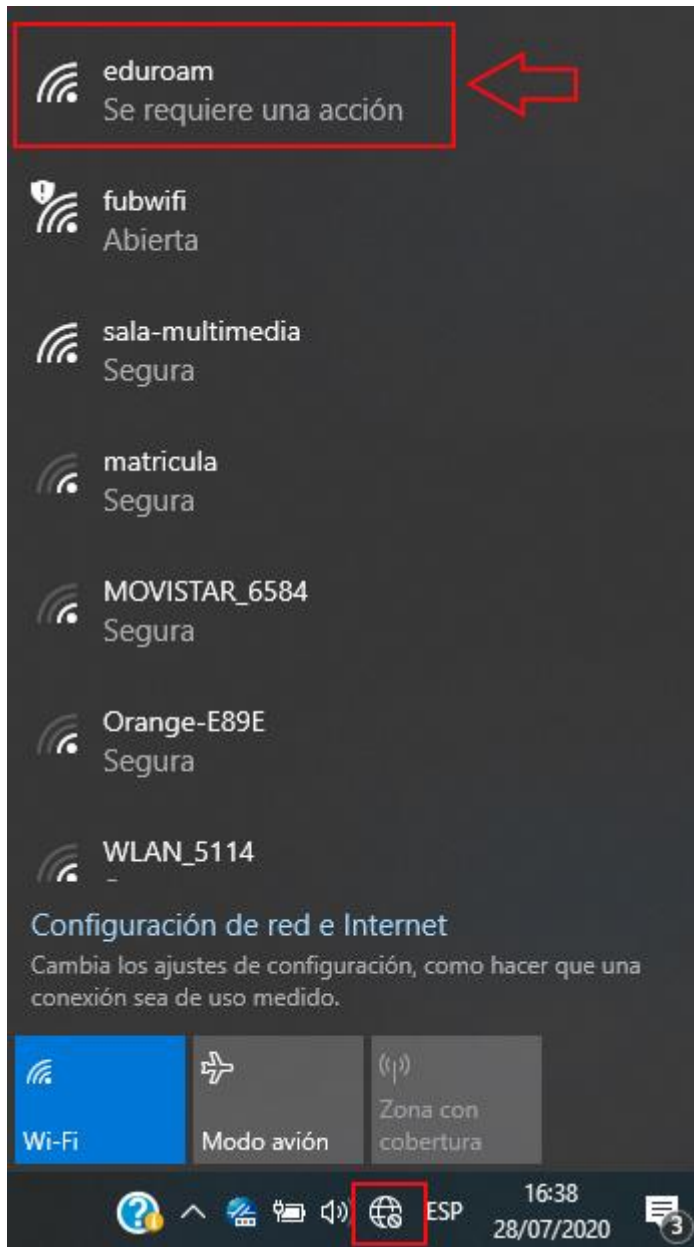 eduroam
Se requiere una acción
fubwifi
Abierta
sala-multimedia
Segura
matricula
Segura
MOVISTAR_6584
Segura
Orange-E89E
Segura
WLAN_5114
Configuración de red e Internet
Cambia los ajustes de configuración, como hacer que una
conexión sea de uso medido.
Wi-Fi
Modo avión
Zona con
cobertura
ESP
16:38
28/07/2020
3